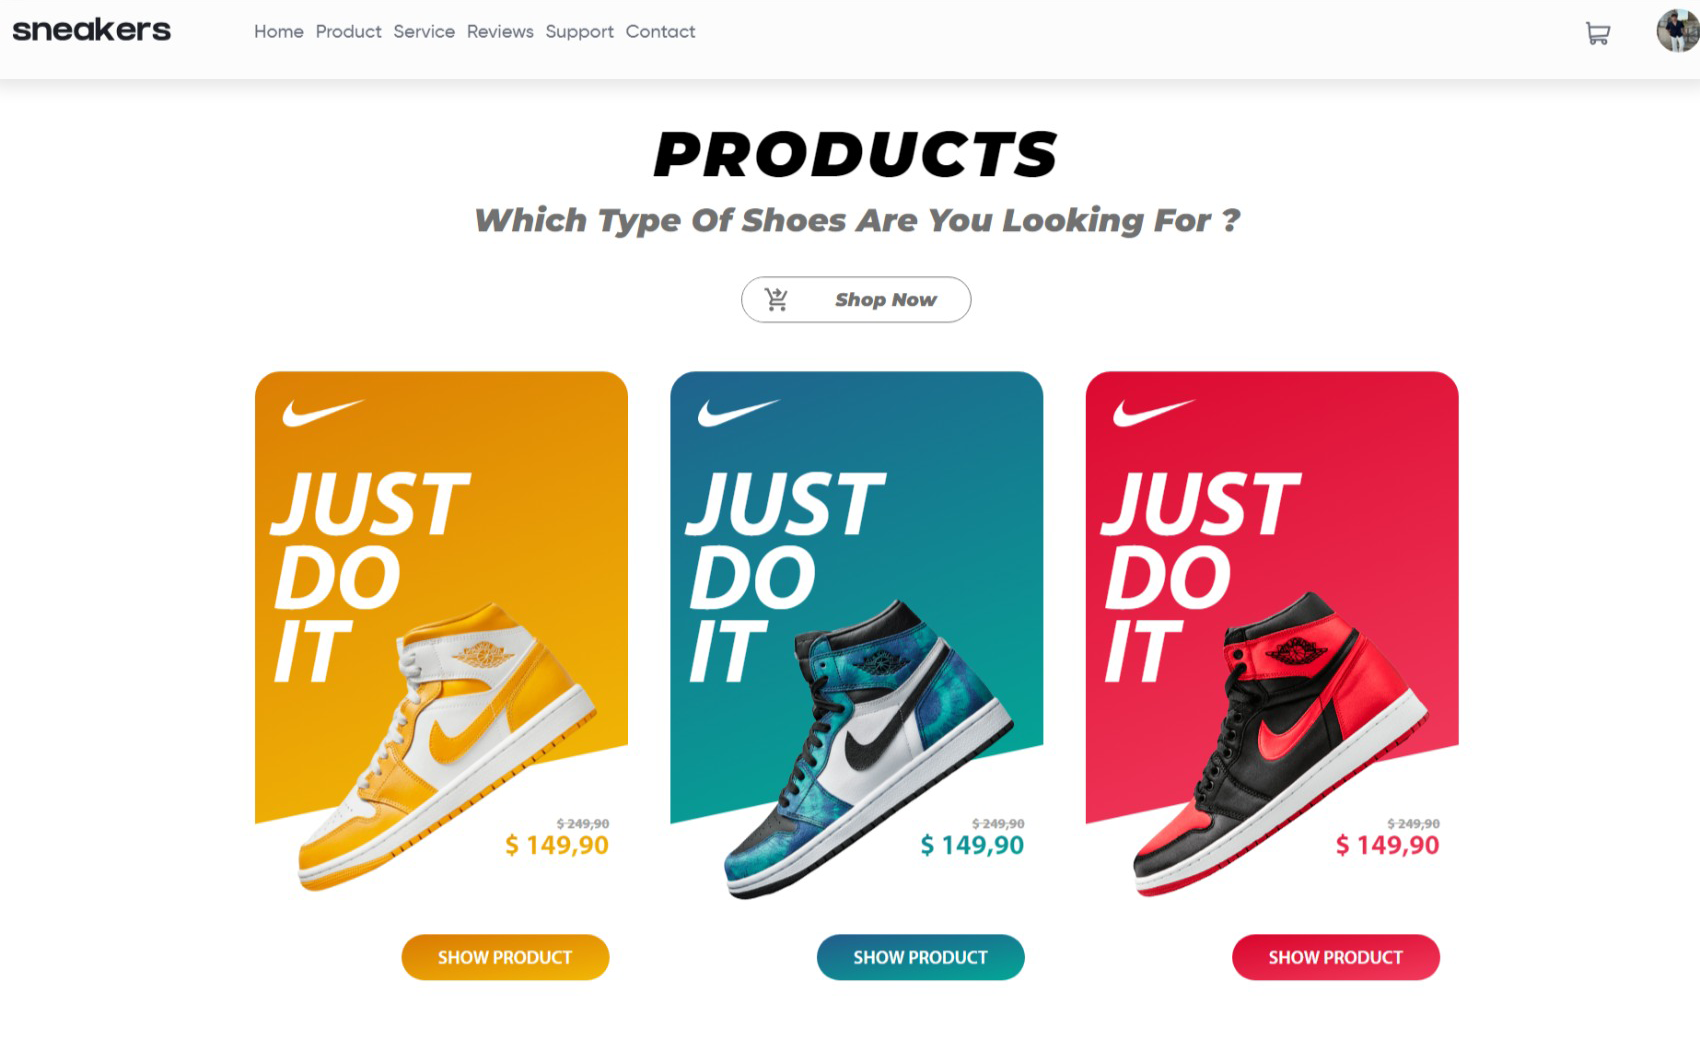 sneakers
Home Product Service Reviews Support Contact
PRODUCTS
Which Type Of Shoes Are You Looking For ?
Shop Now
JUST
DO
IT
$ 249,90
$ 149,90
SHOW PRODUCT
JUST
DO
IT
$ 249,90
$ 149,90
SHOW PRODUCT
JUST
DO
IT
$ 249,90
$ 149,90
SHOW PRODUCT